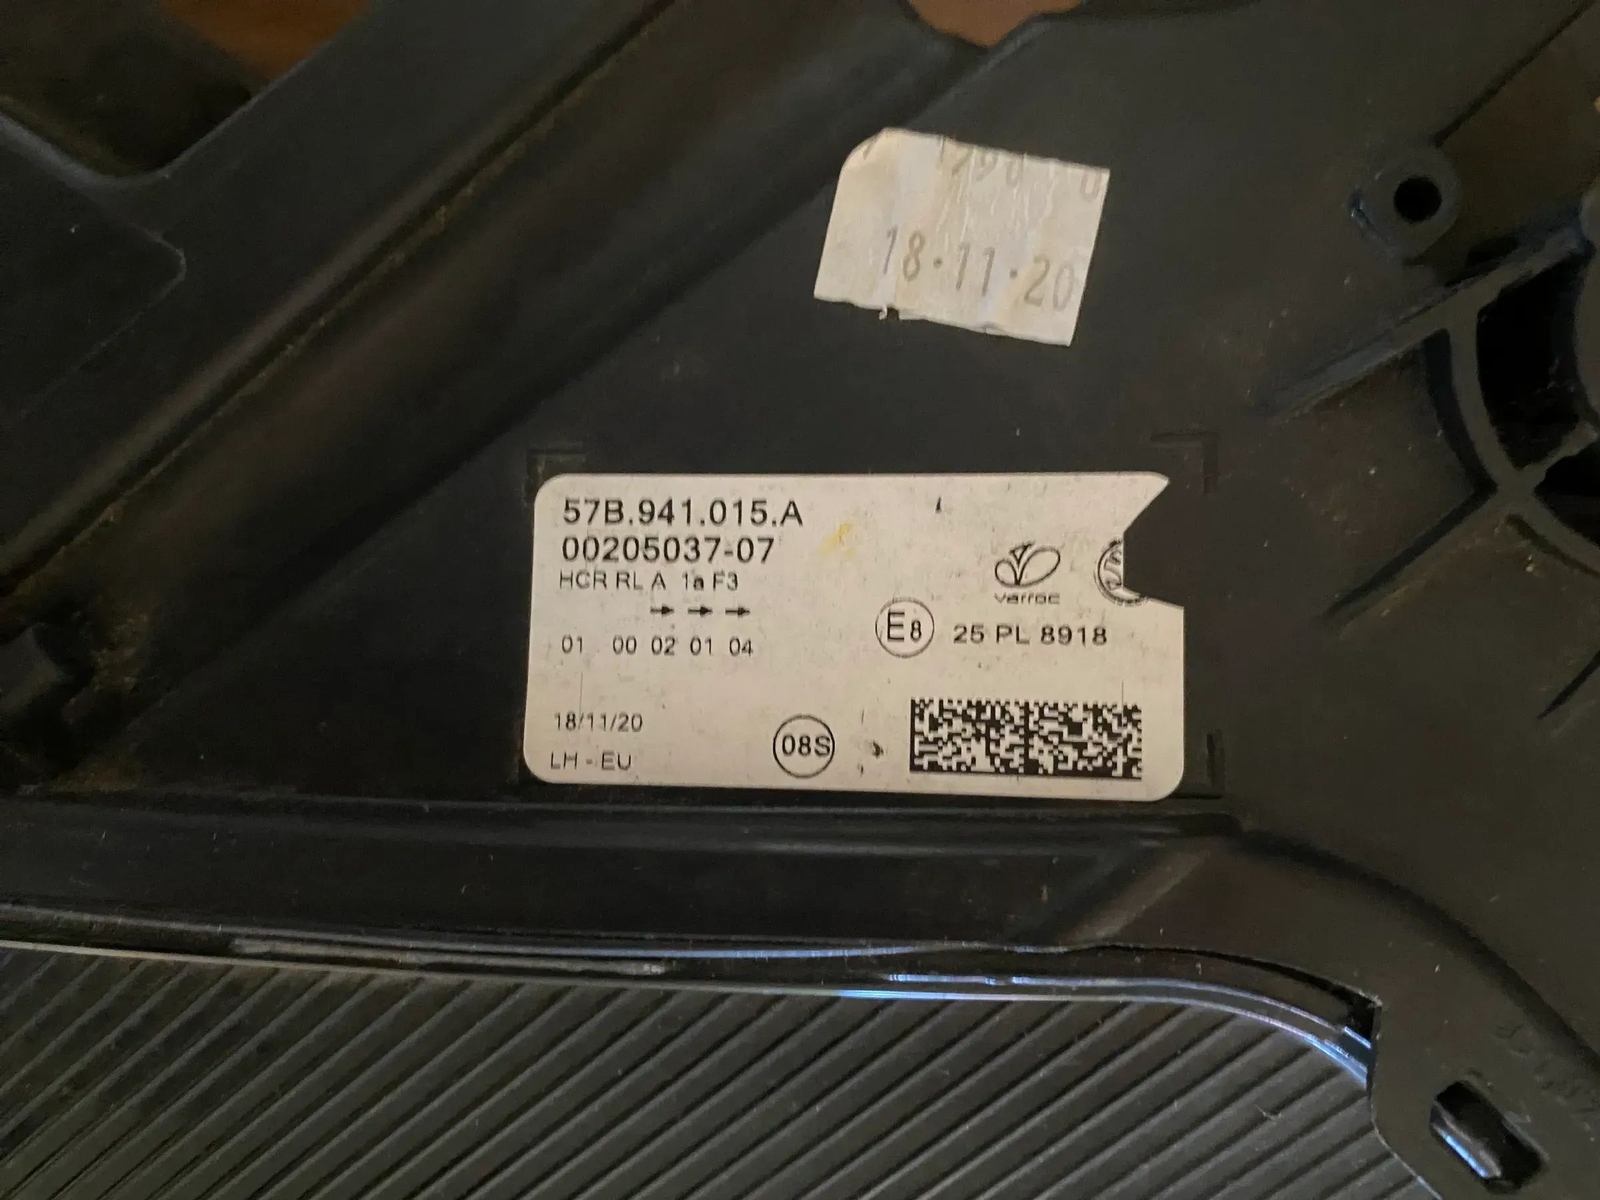 18·11·20
57B.941.015.A
00205037-07
HCR RL A 1a F3
01 00 02 01 04
varroc
E8 25 PL 8918
18/11/20
LH - EU
08S